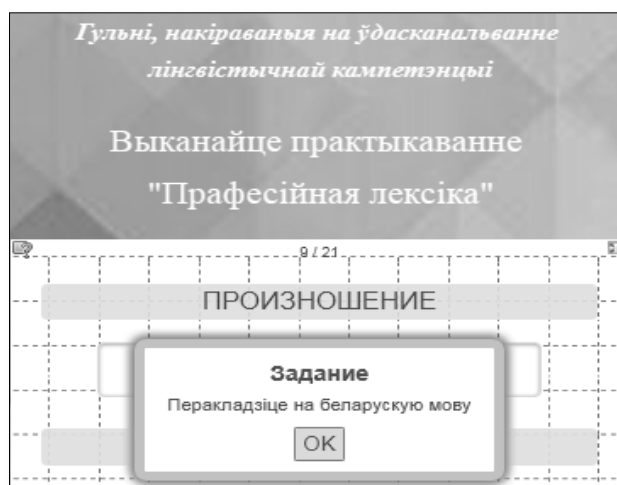 Гульні, накіраваныя на ўдасканальванне
лінгвістычнай кампетэнцыі
Выканайце практыкаванне
"Прафесійная лексіка"
9 / 21
ПРОИЗНОШЕНИЕ
Задание
Перакладзіце на беларускую мову
OK